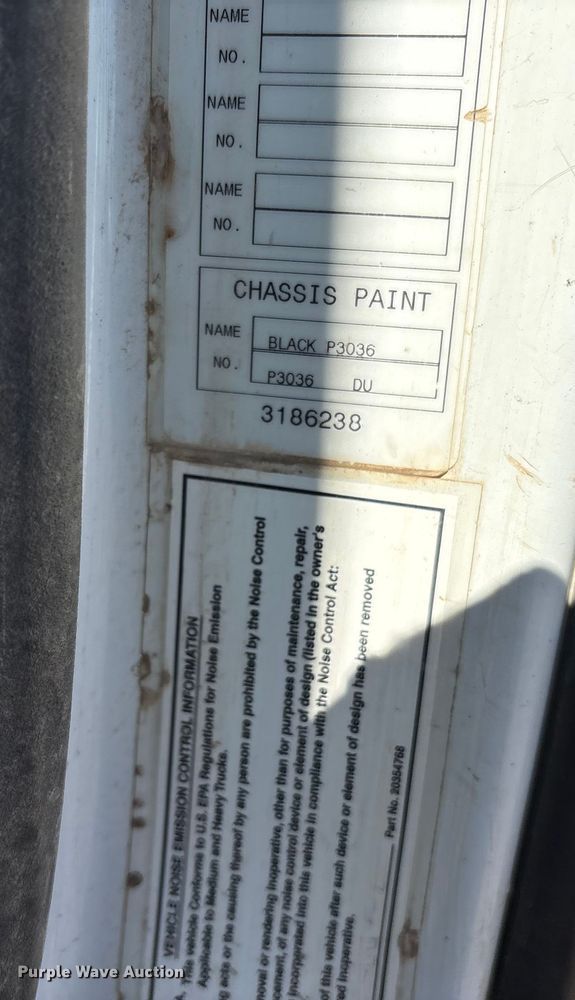 NAME
NO.
NAME
NO.
NAME
NO.
CHASSIS PAINT
NAME BLACK P3036
NO. P3036 DU
3186238
VEHICLE NOISE EMISSION CONTROL INFORMATION
This vehicle Conforms to U.S. EPA Regulations for Noise Emission
Applicable to Medium and Heavy Trucks.
acts or the causing thereof by any person are prohibited by the Noise Control
or rendering inoperative, other than for purposes of maintenance, repair,
of any noise control device or element of design (listed in the owner's
incorporated into this vehicle in compliance with the Noise Control Act:
of this vehicle after such device or element of design has been removed
inoperative.
Part No. 20354768
Purple Wave Auction